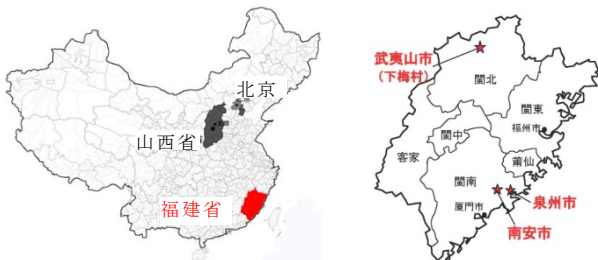 北京
山西省
福建省
武夷山市
（下梅村）
閩北
閩東
福州市
閩中
莆仙
客家
閩南
厦門市
泉州市
南安市